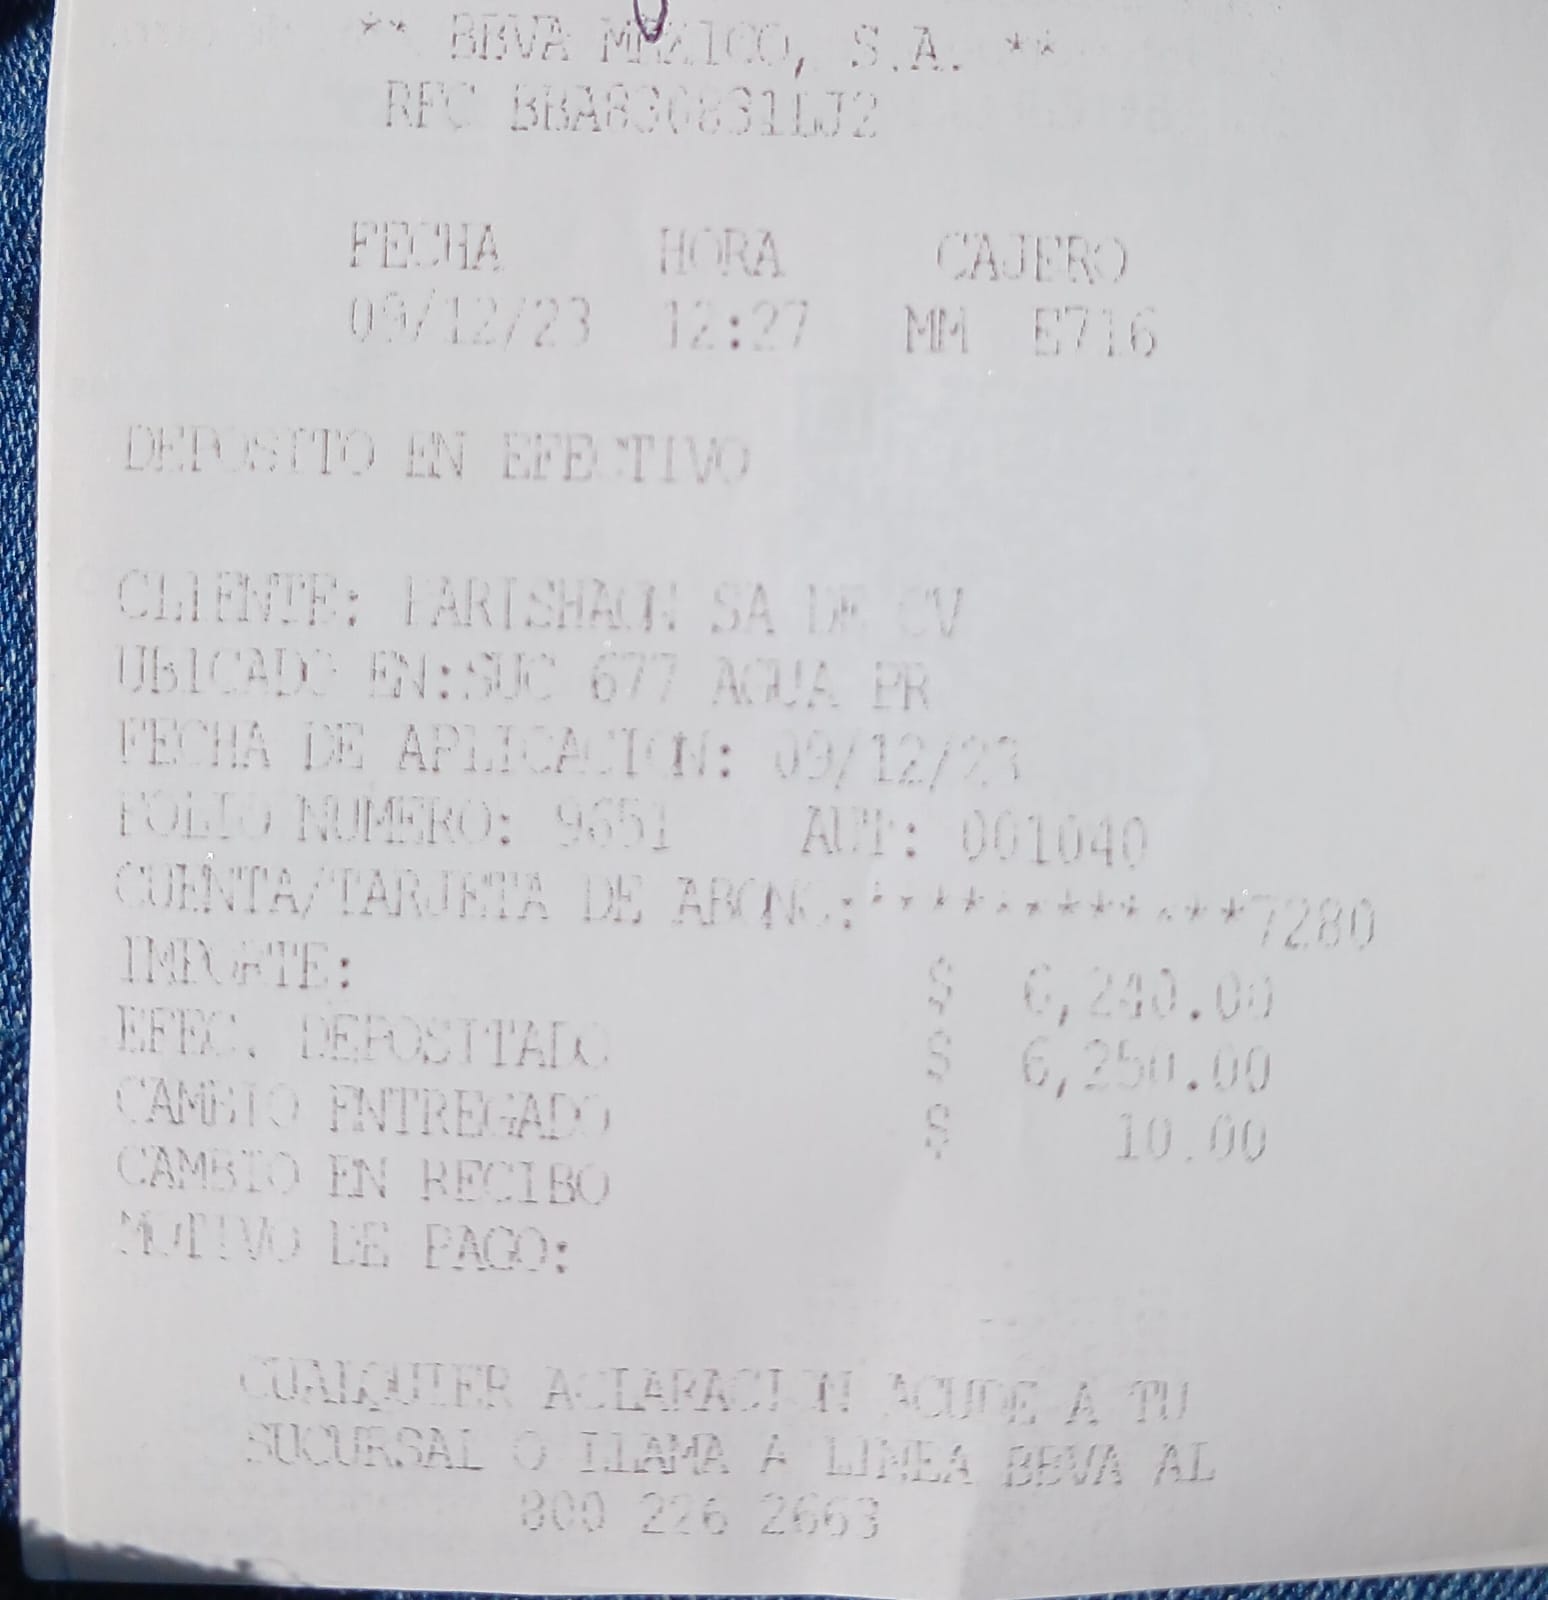 ** BBVA MEXICO, S.A. **
RFC BBA830831LJ2
FECHA HORA CAJERO
09/12/23 12:27 MM E716
DEPOSITO EN EFECTIVO
CLIENTE: SA DE CV
UBICADO EN:SUC 677 AGUA PR
FECHA DE APLICACION: 09/12/23
FOLIO NUMERO: 9651 AUT: 001040
CUENTA/TARJETA DE ABONO:************7280
IMPORTE: $ 6,240.00
EFEC. DEPOSITADO $ 6,250.00
CAMBIO ENTREGADO $ 10.00
CAMBIO EN RECIBO
MOTIVO DE PAGO:
CUALQUIER ACLARACION ACUDE A TU
SUCURSAL O LLAMA A LINEA BBVA AL
800 226 2663